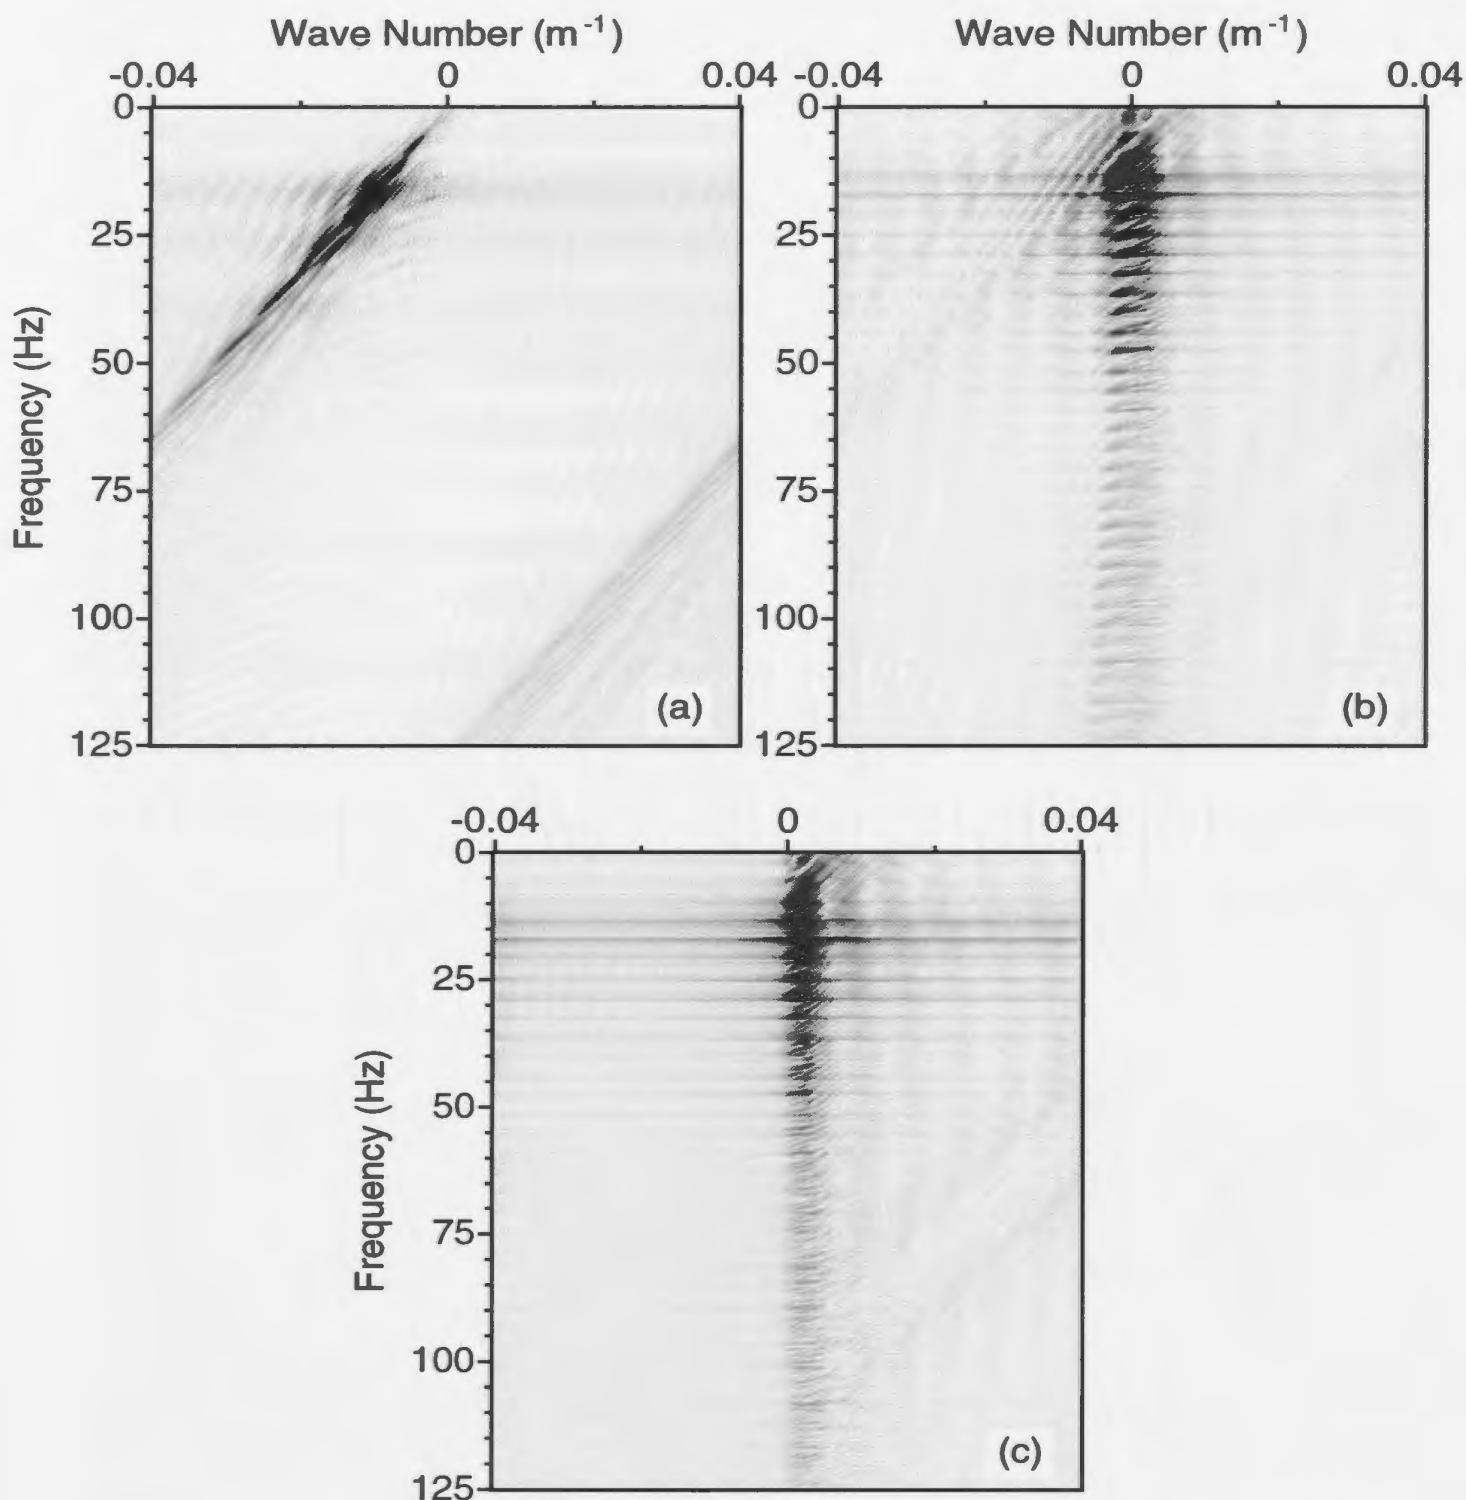 Wave Number (m⁻¹) Wave Number (m⁻¹)
-0.04 0 0.04 -0.04 0 0.04
0 0
25 25
50 50
75 75
100 100
125 125
Frequency (Hz)
(a) (b)
-0.04 0 0.04
0
25
50
75
100
125
Frequency (Hz)
(c)